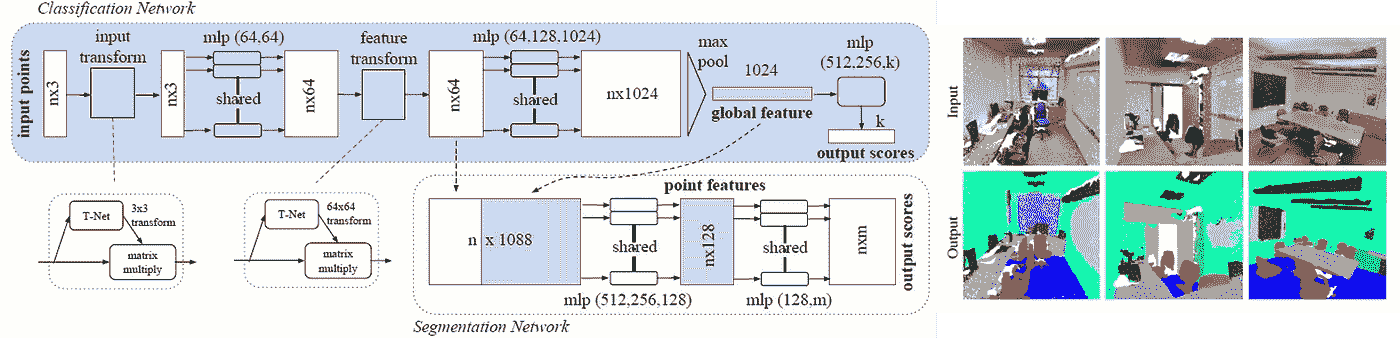 Classification Network
input points
nx3
input
transform
nx3
mlp (64,64)
shared
nx64
feature
transform
nx64
mlp (64,128,1024)
shared
nx1024
max
pool
1024
global feature
mlp
(512,256,k)
k
output scores
T-Net
3x3
transform
matrix
multiply
T-Net
64x64
transform
matrix
multiply
point features
n x 1088
shared
mlp (512,256,128)
nx128
shared
mlp (128,m)
nxm
output scores
Segmentation Network
Input
Output